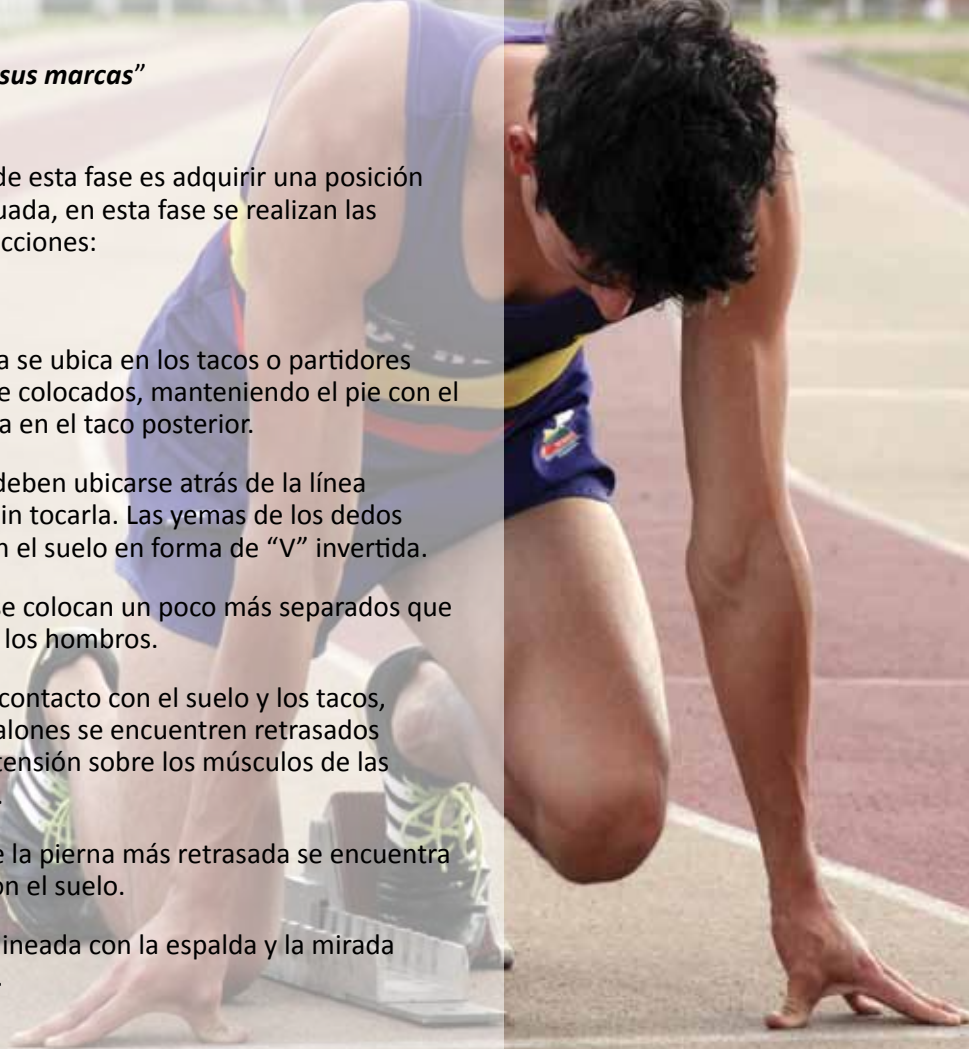 sus marcas”
de esta fase es adquirir una posición
uada, en esta fase se realizan las
cciones:
a se ubica en los tacos o partidores
e colocados, manteniendo el pie con el
a en el taco posterior.
deben ubicarse atrás de la línea
in tocarla. Las yemas de los dedos
n el suelo en forma de “V” invertida.
se colocan un poco más separados que
los hombros.
contacto con el suelo y los tacos,
alones se encuentren retrasados
tensión sobre los músculos de las
.
e la pierna más retrasada se encuentra
on el suelo.
ineada con la espalda y la mirada
.